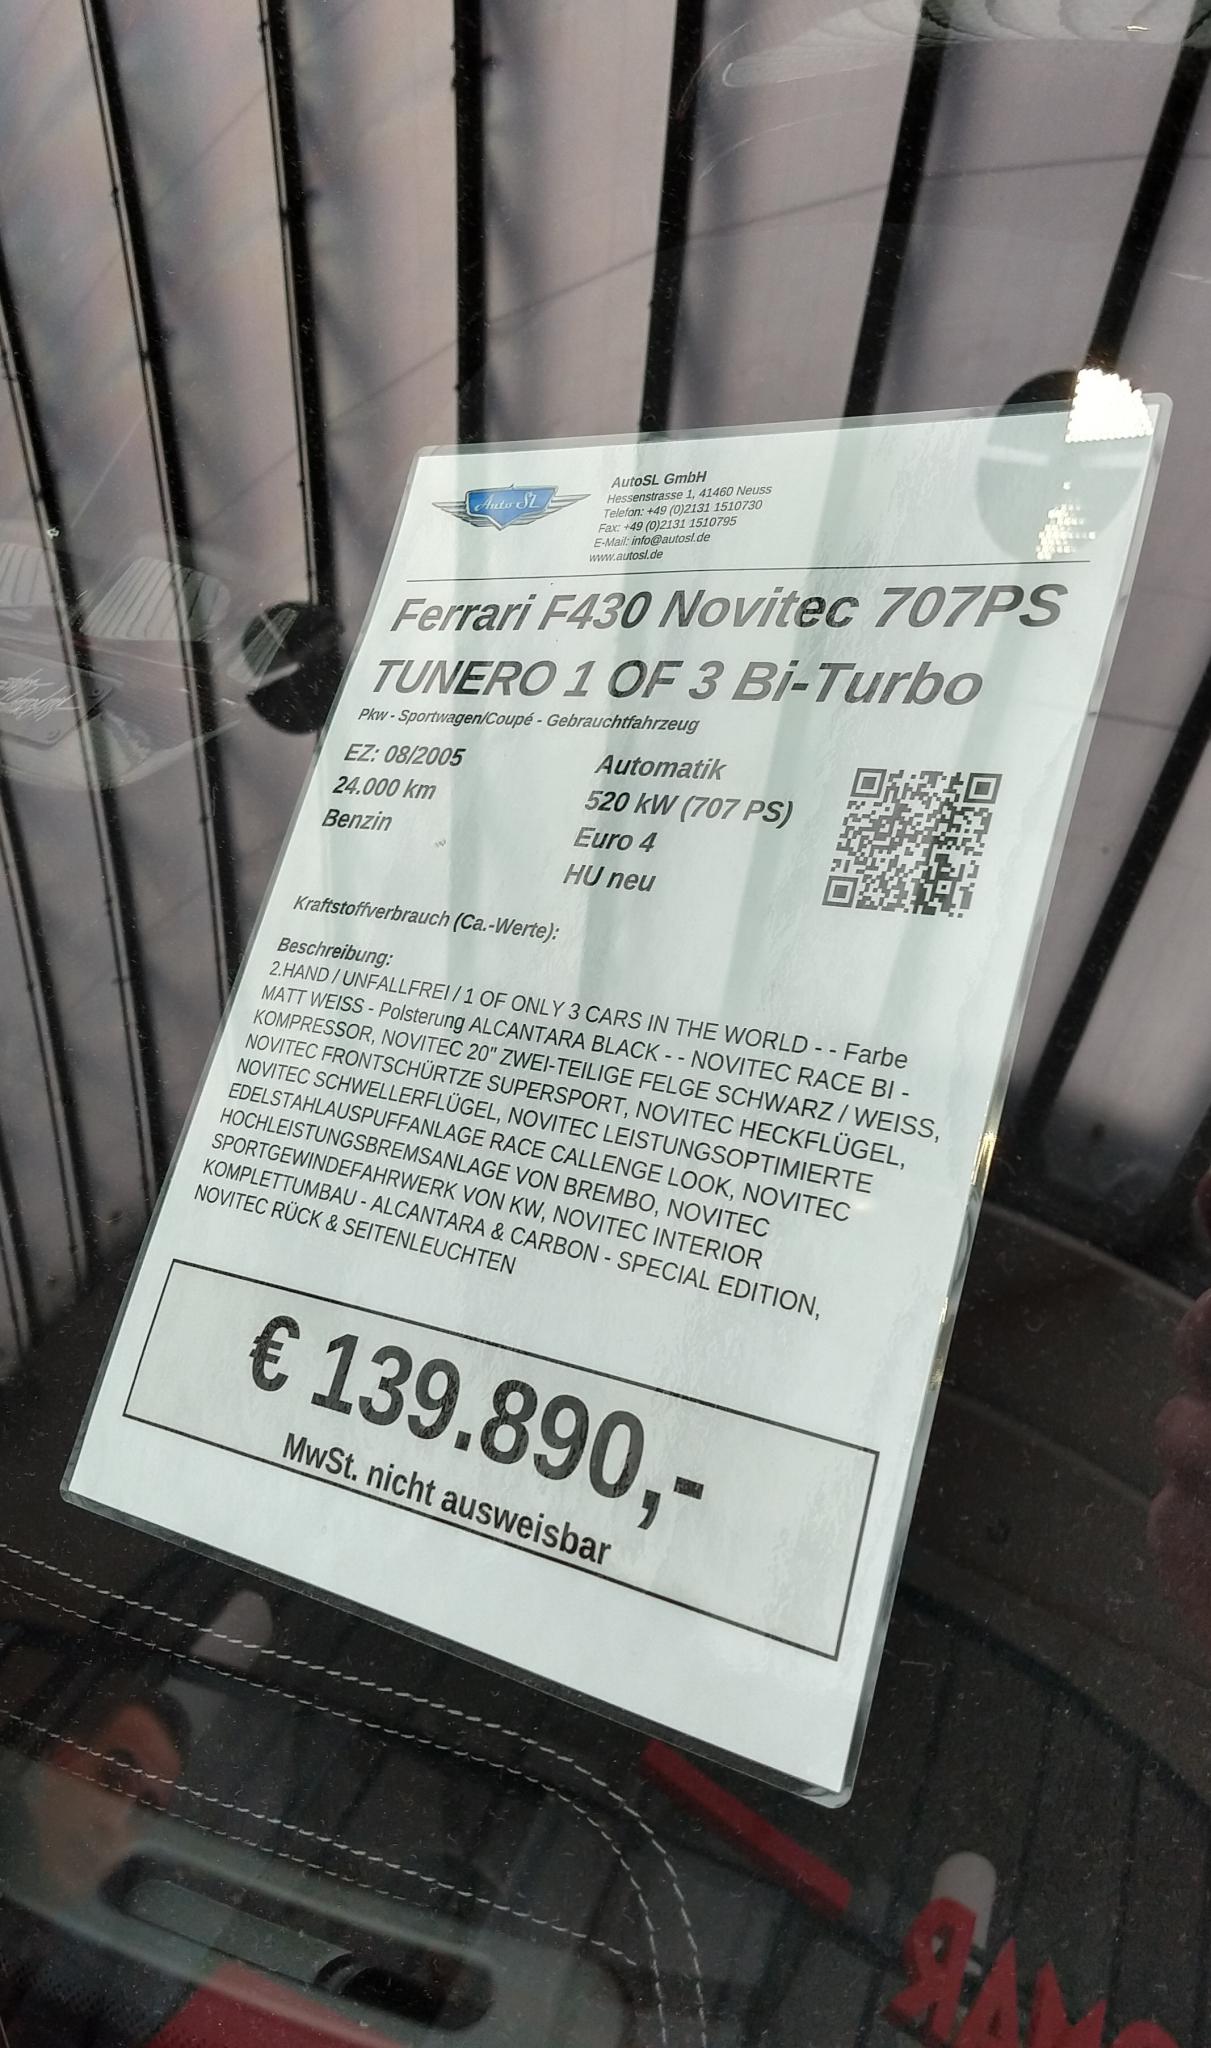 Auto SL
AutoSL GmbH
Hessenstrasse 1, 41460 Neuss
Telefon: +49 (0)2131 1510730
Fax: +49 (0)2131 1510795
E-Mail: info@autosl.de
www.autosl.de
Ferrari F430 Novitec 707PS
TUNERO 1 OF 3 Bi-Turbo
Pkw - Sportwagen/Coupé - Gebrauchtfahrzeug
EZ: 08/2005
24.000 km
Benzin
Automatik
520 kW (707 PS)
Euro 4
HU neu
Kraftstoffverbrauch (Ca.-Werte):
Beschreibung:
2.HAND / UNFALLFREI / 1 OF ONLY 3 CARS IN THE WORLD - - Farbe
MATT WEISS - Polsterung ALCANTARA BLACK - - NOVITEC RACE BI -
KOMPRESSOR, NOVITEC 20" ZWEI-TEILIGE FELGE SCHWARZ / WEISS,
NOVITEC FRONTSCHÜRTZE SUPERSPORT, NOVITEC HECKFLÜGEL,
NOVITEC SCHWELLERFLÜGEL, NOVITEC LEISTUNGSOPTIMIERTE
EDELSTAHLAUSPUFFANLAGE RACE CALLENGE LOOK, NOVITEC
HOCHLEISTUNGSBREMSANLAGE VON BREMBO, NOVITEC
SPORTGEWINDEFAHRWERK VON KW, NOVITEC INTERIOR
KOMPLETTUMBAU - ALCANTARA & CARBON - SPECIAL EDITION,
NOVITEC RÜCK & SEITENLEUCHTEN
€ 139.890,-
MwSt. nicht ausweisbar